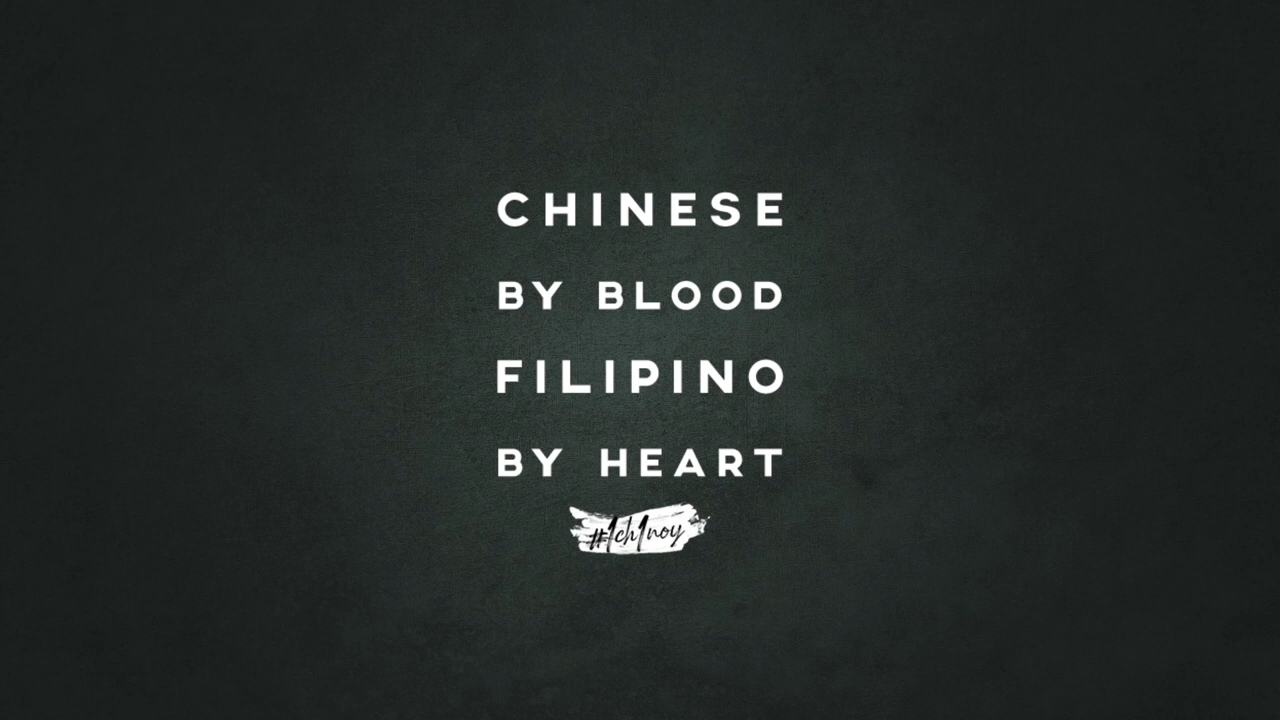 CHINESE
BY BLOOD
FILIPINO
BY HEART
#1ch1noy